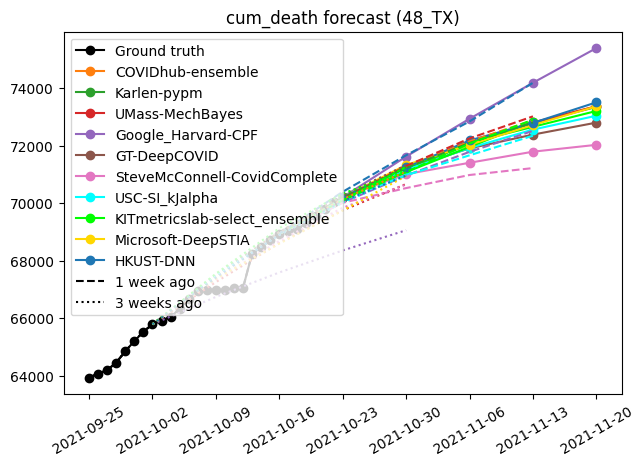 cum_death forecast (48_TX)
Ground truth
COVIDhub-ensemble
Karlen-pypm
UMass-MechBayes
Google_Harvard-CPF
GT-DeepCOVID
SteveMcConnell-CovidComplete
USC-SI_kJalpha
KITmetricslab-select_ensemble
Microsoft-DeepSTIA
HKUST-DNN
1 week ago
3 weeks ago
74000
72000
70000
68000
66000
64000
2021-09-25
2021-10-02
2021-10-09
2021-10-16
2021-10-23
2021-10-30
2021-11-06
2021-11-13
2021-11-20